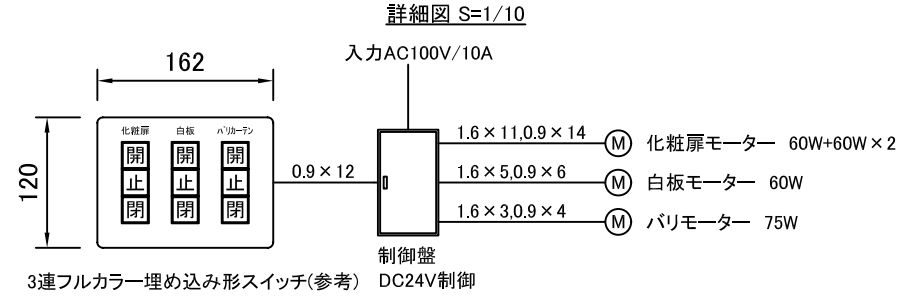 詳細図 S=1/10
入力AC100V/10A
162
120
化粧扉 白板 バリカーテン
開 開 開
止 止 止
閉 閉 閉
0.9×12
1.6×11,0.9×14
M 化粧扉モーター 60W+60W×2
1.6×5,0.9×6
M 白板モーター 60W
1.6×3,0.9×4
M バリモーター 75W
制御盤
DC24V制御
3連フルカラー埋め込み形スイッチ(参考)